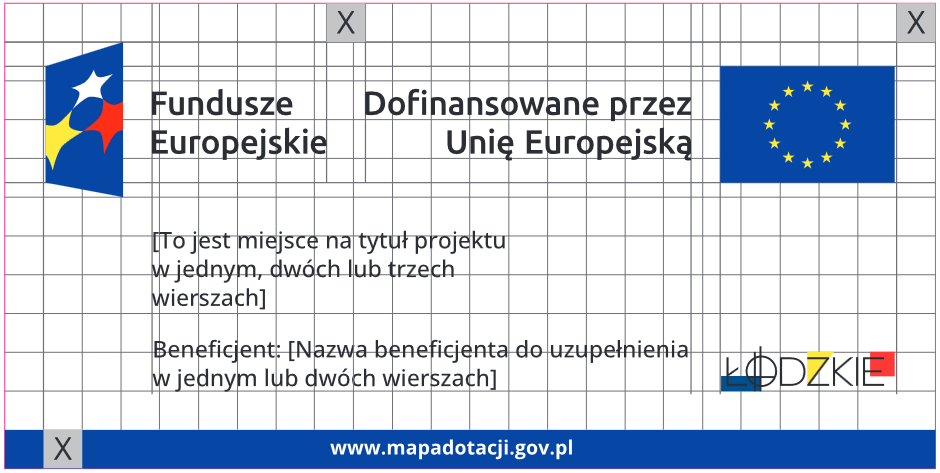 X
X
Fundusze
Europejskie
Dofinansowane przez
Unię Europejską
[To jest miejsce na tytuł projektu
w jednym, dwóch lub trzech
wierszach]
Beneficjent: [Nazwa beneficjenta do uzupełnienia
w jednym lub dwóch wierszach]
ŁÓDZKIE
X
www.mapadotacji.gov.pl